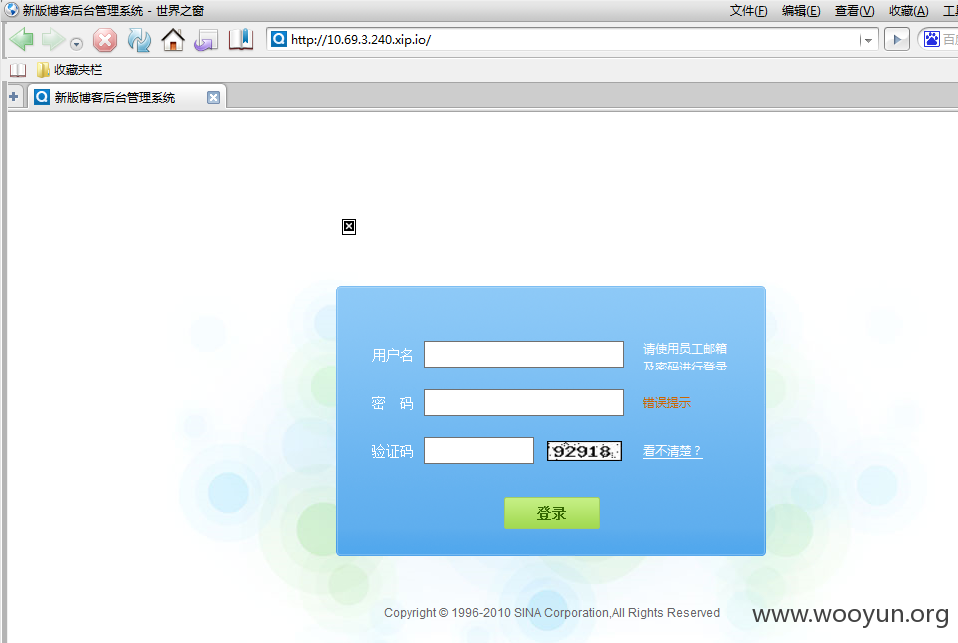 新版博客后台管理系统 - 世界之窗
文件(F) 编辑(E) 查看(V) 收藏(A) 工
http://10.69.3.240.xip.io/
百
收藏夹栏
新版博客后台管理系统
用户名
请使用员工邮箱
及密码进行登录
密 码
错误提示
验证码
92918
看不清楚？
登录
Copyright © 1996-2010 SINA Corporation,All Rights Reserved
www.wooyun.org